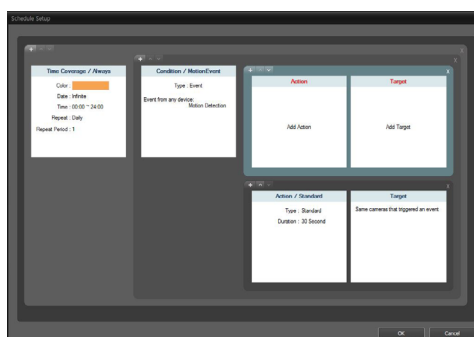 Schedule Setup
Time Coverage / Always
Color :
Date : Infinite
Time : 00:00 ~ 24:00
Repeat : Daily
Repeat Period : 1
Condition / MotionEvent
Type : Event
Event from any device:
Motion Detection
Action
Add Action
Target
Add Target
Action / Standard
Type : Standard
Duration : 30 Second
Target
Same cameras that triggered an event
OK
Cancel